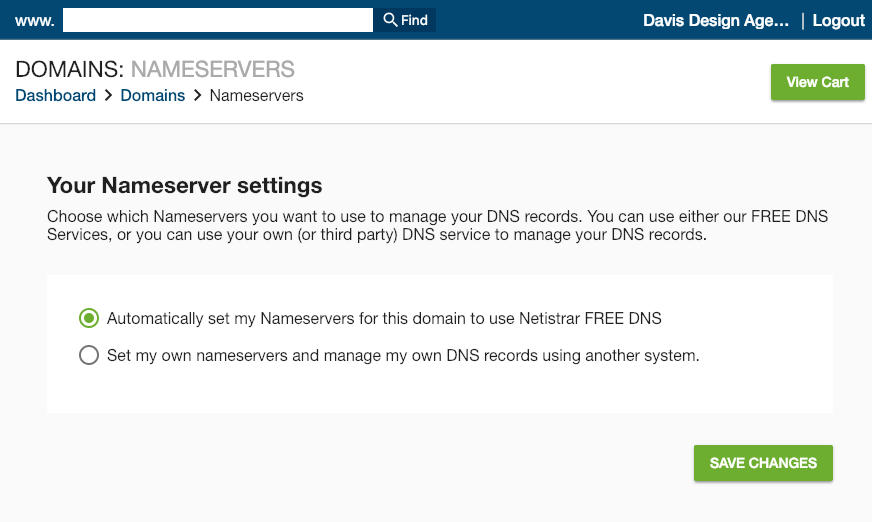 www.
Find
Davis Design Age... | Logout
DOMAINS: NAMESERVERS
Dashboard > Domains > Nameservers
View Cart
Your Nameserver settings
Choose which Nameservers you want to use to manage your DNS records. You can use either our FREE DNS
Services, or you can use your own (or third party) DNS service to manage your DNS records.
Automatically set my Nameservers for this domain to use Netistrar FREE DNS
Set my own nameservers and manage my own DNS records using another system.
SAVE CHANGES